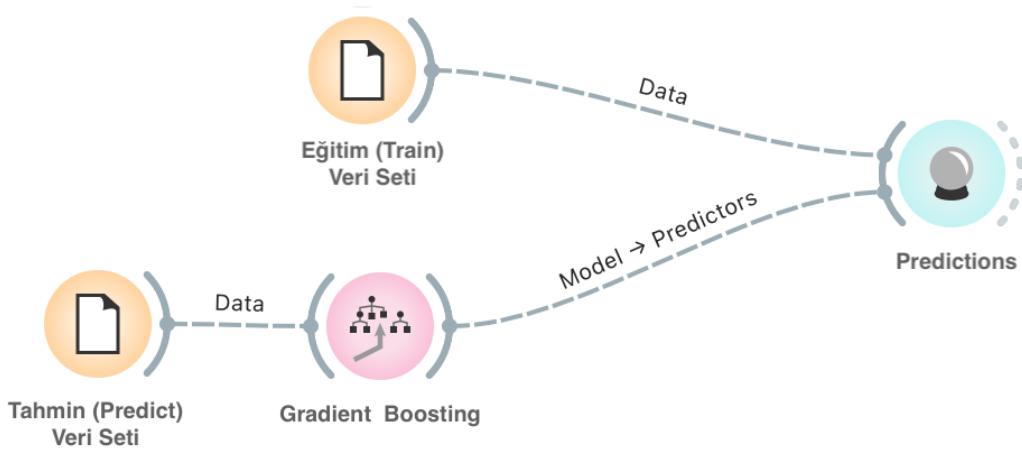 Data
Eğitim (Train)
Veri Seti
Model → Predictors
Predictions
Data
Tahmin (Predict)
Veri Seti
Gradient Boosting